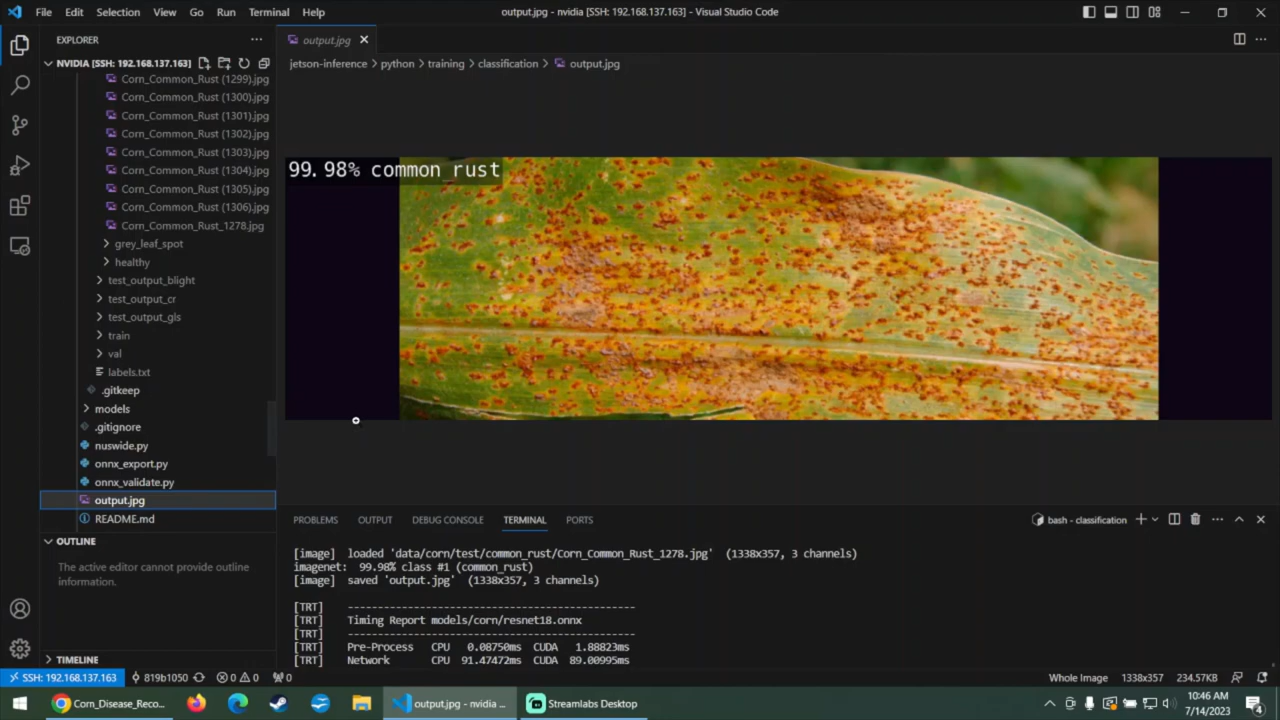 File Edit Selection View Go Run Terminal Help
output.jpg - nvidia [SSH: 192.168.137.163] - Visual Studio Code
EXPLORER
output.jpg
NVIDIA [SSH: 192.168.137.163]
jetson-inference > python > training > classification > output.jpg
Corn_Common_Rust (1299).jpg
Corn_Common_Rust (1300).jpg
Corn_Common_Rust (1301).jpg
Corn_Common_Rust (1302).jpg
Corn_Common_Rust (1303).jpg
Corn_Common_Rust (1304).jpg
Corn_Common_Rust (1305).jpg
Corn_Common_Rust (1306).jpg
Corn_Common_Rust_1278.jpg
grey_leaf_spot
healthy
test_output_blight
test_output_cr
test_output_gls
train
val
labels.txt
.gitkeep
models
.gitignore
nuswide.py
onnx_export.py
onnx_validate.py
output.jpg
README.md
OUTLINE
The active editor cannot provide outline
information.
TIMELINE
99.98% common_rust
PROBLEMS OUTPUT DEBUG CONSOLE TERMINAL PORTS
bash - classification
[image] loaded 'data/corn/test/common_rust/Corn_Common_Rust_1278.jpg' (1338x357, 3 channels)
imagenet: 99.98% class #1 (common_rust)
[image] saved 'output.jpg' (1338x357, 3 channels)
[TRT] ------------------------------------------------
[TRT] Timing Report models/corn/resnet18.onnx
[TRT] ------------------------------------------------
[TRT] Pre-Process CPU 0.08750ms CUDA 1.88823ms
[TRT] Network CPU 91.47472ms CUDA 89.00995ms
SSH: 192.168.137.163 819b1050 0 0 0
Whole Image 1338x357 234.57KB
Corn_Disease_Reco...
output.jpg - nvidia ...
Streamlabs Desktop
10:46 AM
7/14/2023
4